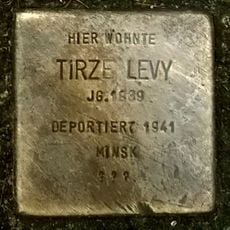 HIER WOHNTE
TIRZE LEVY
JG. 1939
DEPORTIERT 1941
MINSK
???